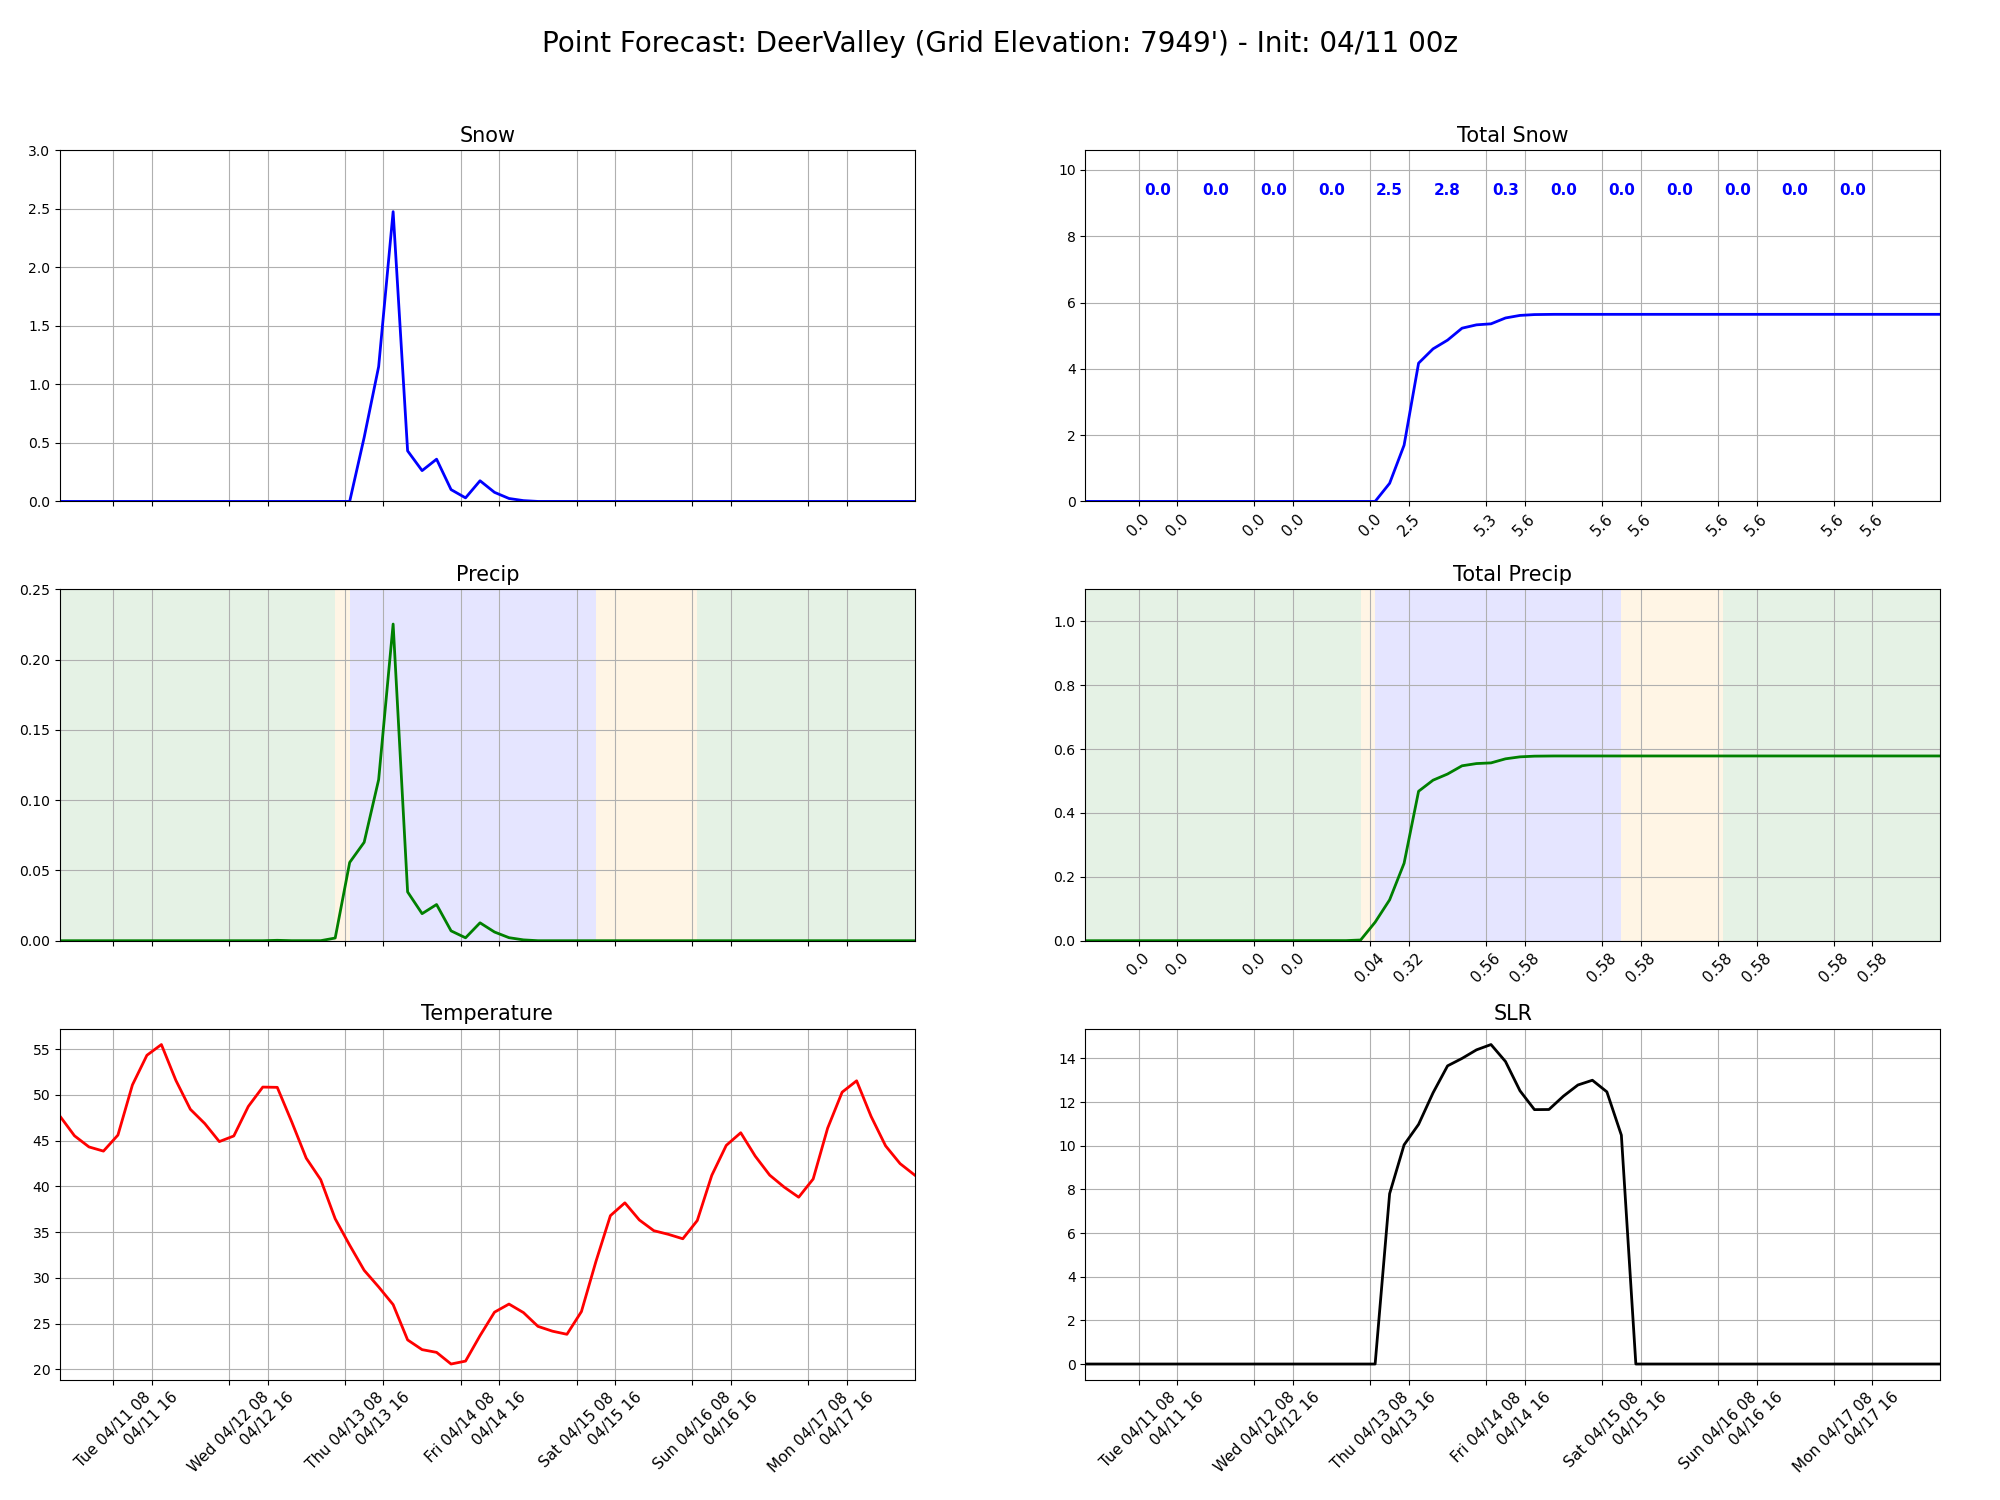 Point Forecast: DeerValley (Grid Elevation: 7949') - Init: 04/11 00z
Snow
3.0
2.5
2.0
1.5
1.0
0.5
0.0
Total Snow
10
8
6
4
2
0
0.0 0.0 0.0 0.0 2.5 2.8 0.3 0.0 0.0 0.0 0.0 0.0 0.0
0.0 0.0 0.0 0.0 0.0 2.5 5.3 5.6 5.6 5.6 5.6 5.6 5.6 5.6
Precip
0.25
0.20
0.15
0.10
0.05
0.00
Total Precip
1.0
0.8
0.6
0.4
0.2
0.0
0.0 0.0 0.0 0.0 0.04 0.32 0.56 0.58 0.58 0.58 0.58 0.58 0.58 0.58
Temperature
55
50
45
40
35
30
25
20
Tue 04/11 08
04/11 16
Wed 04/12 08
04/12 16
Thu 04/13 08
04/13 16
Fri 04/14 08
04/14 16
Sat 04/15 08
04/15 16
Sun 04/16 08
04/16 16
Mon 04/17 08
04/17 16
SLR
14
12
10
8
6
4
2
0
Tue 04/11 08
04/11 16
Wed 04/12 08
04/12 16
Thu 04/13 08
04/13 16
Fri 04/14 08
04/14 16
Sat 04/15 08
04/15 16
Sun 04/16 08
04/16 16
Mon 04/17 08
04/17 16